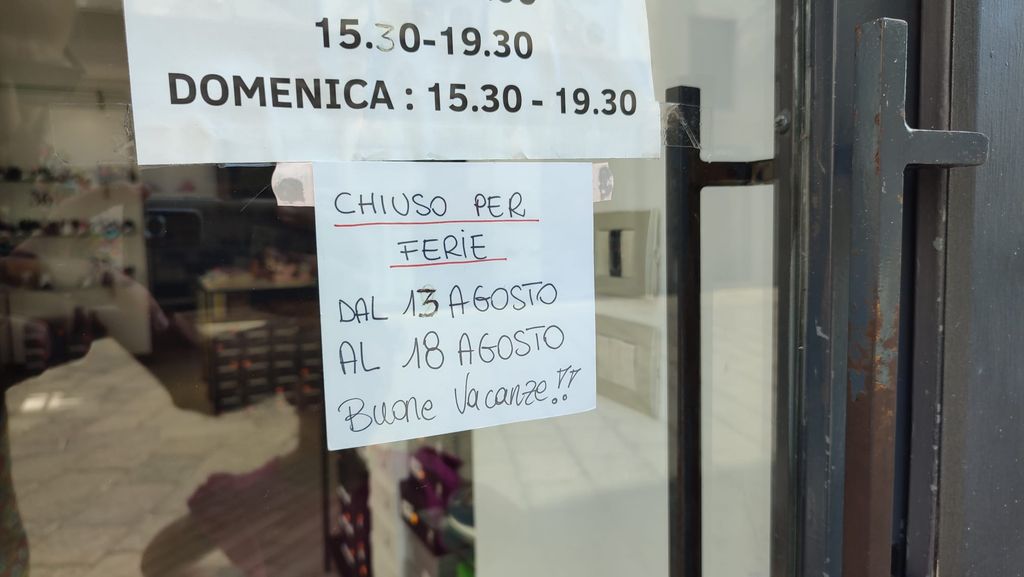 15.30-19.30
DOMENICA : 15.30 - 19.30
CHIUSO PER
FERIE
DAL 13 AGOSTO
AL 18 AGOSTO
Buone Vacanze!!